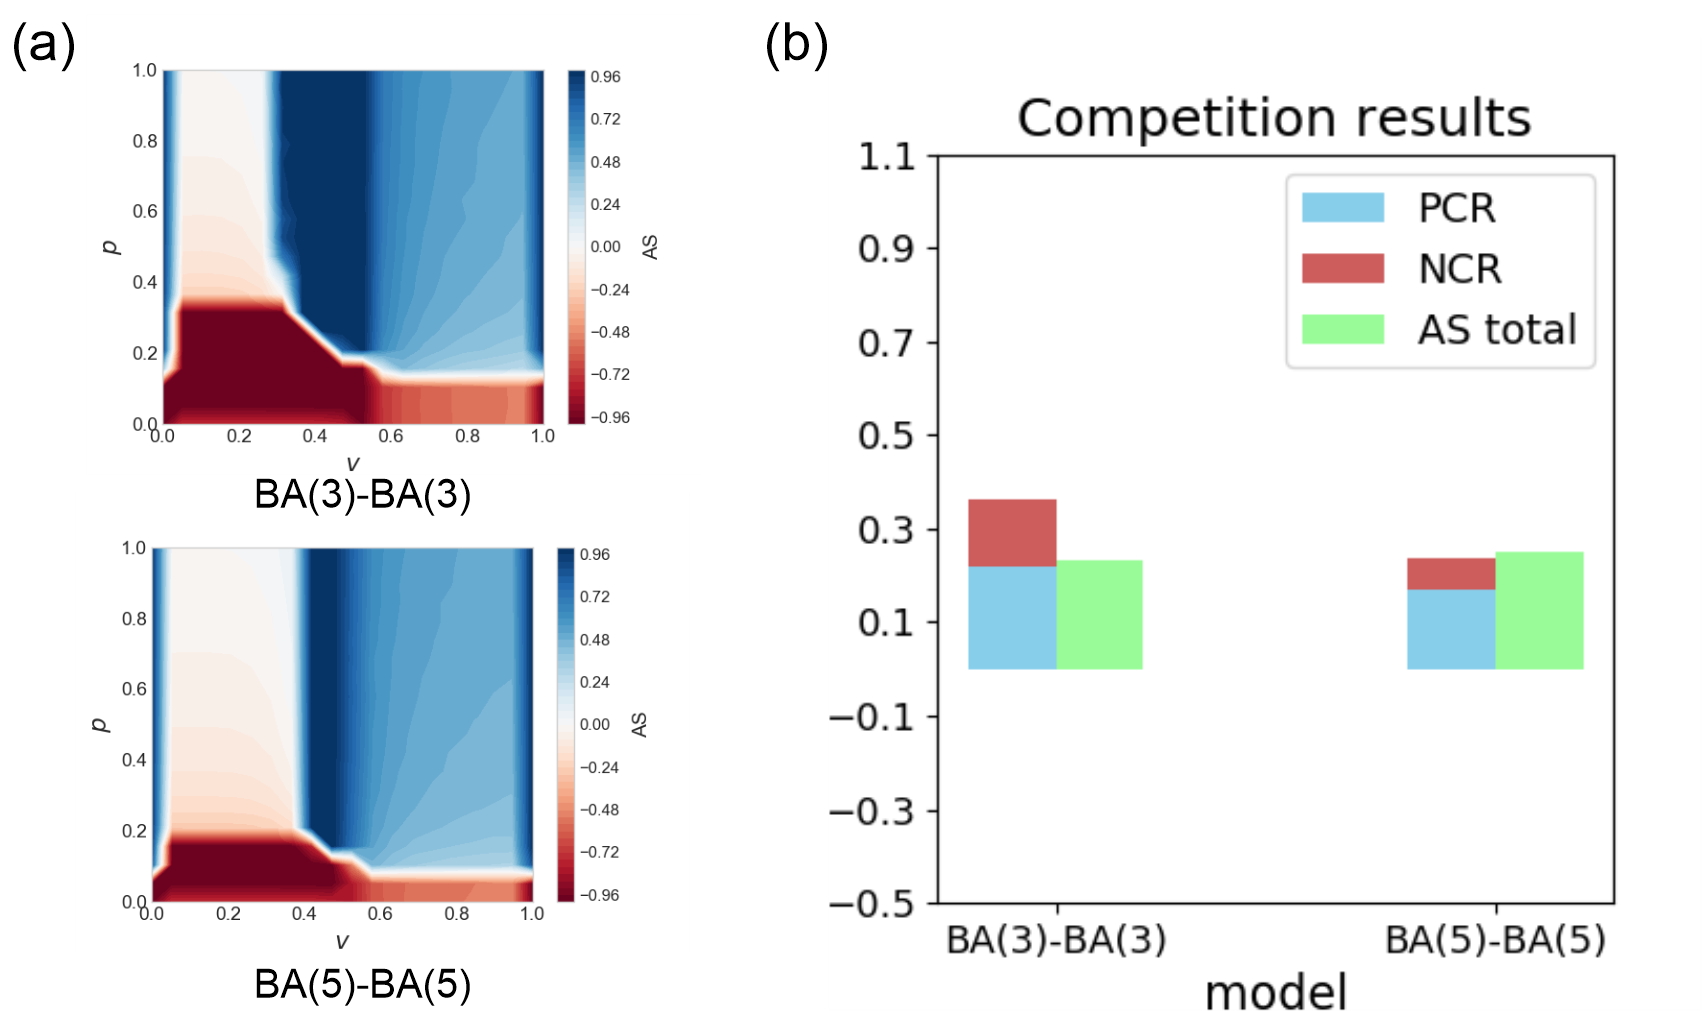 (a)
1.0
0.8
0.6
0.4
0.2
0.0
p
0.0 0.2 0.4 0.6 0.8 1.0
v
0.96
0.72
0.48
0.24
0.00
−0.24
−0.48
−0.72
−0.96
AS
BA(3)-BA(3)
1.0
0.8
0.6
0.4
0.2
0.0
p
0.0 0.2 0.4 0.6 0.8 1.0
v
0.96
0.72
0.48
0.24
0.00
−0.24
−0.48
−0.72
−0.96
AS
BA(5)-BA(5)
(b)
Competition results
1.1
0.9
0.7
0.5
0.3
0.1
−0.1
−0.3
−0.5
PCR
NCR
AS total
BA(3)-BA(3) BA(5)-BA(5)
model